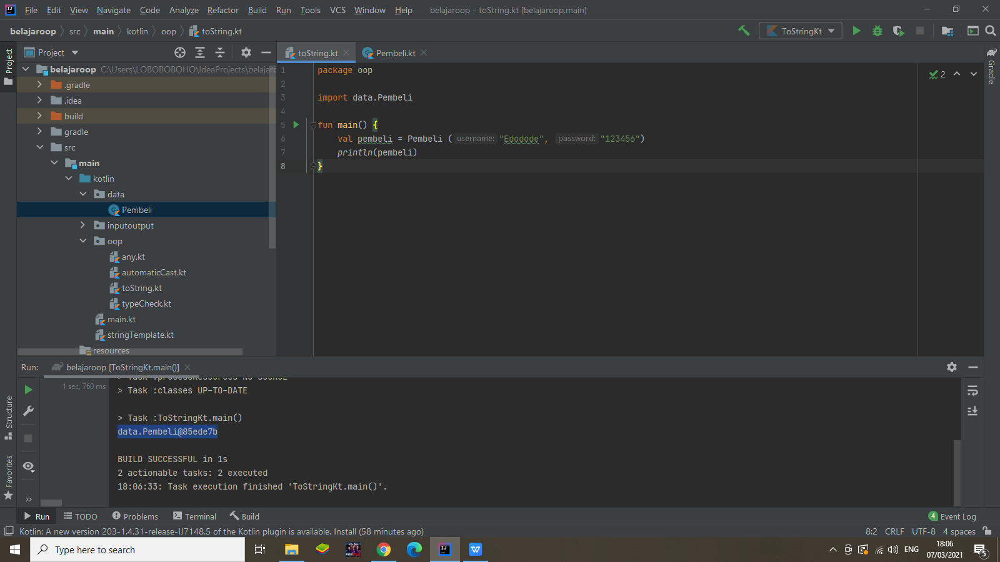 File Edit View Navigate Code Analyze Refactor Build Run Tools VCS Window Help belajaroop - toString.kt [belajaroop.main]
belajaroop src main kotlin oop toString.kt ToStringKt
Project
Project
toString.kt Pembeli.kt
Gradle
belajaroop C:\Users\LOBOBOBOHO\IdeaProjects\belajaro
.gradle
.idea
build
gradle
src
main
kotlin
data
Pembeli
inputoutput
oop
any.kt
automaticCast.kt
toString.kt
typeCheck.kt
main.kt
stringTemplate.kt
resources
1 package oop
2
2
3 import data.Pembeli
4
5 fun main() {
6 val pembeli = Pembeli ( username: "Edodode", password: "123456")
7 println(pembeli)
8 }
Run: belajaroop [ToStringKt.main()]
1 sec, 760 ms
> Task :processResources NO-SOURCE
> Task :classes UP-TO-DATE
> Task :ToStringKt.main()
data.Pembeli@85ede7b
BUILD SUCCESSFUL in 1s
2 actionable tasks: 2 executed
18:06:33: Task execution finished 'ToStringKt.main()'.
Structure
Favorites
Run TODO Problems Terminal Build 4 Event Log
Kotlin: A new version 203-1.4.31-release-IJ7148.5 of the Kotlin plugin is available. Install (58 minutes ago) 8:2 CRLF UTF-8 4 spaces
Type here to search
ENG
18:06
07/03/2021
5